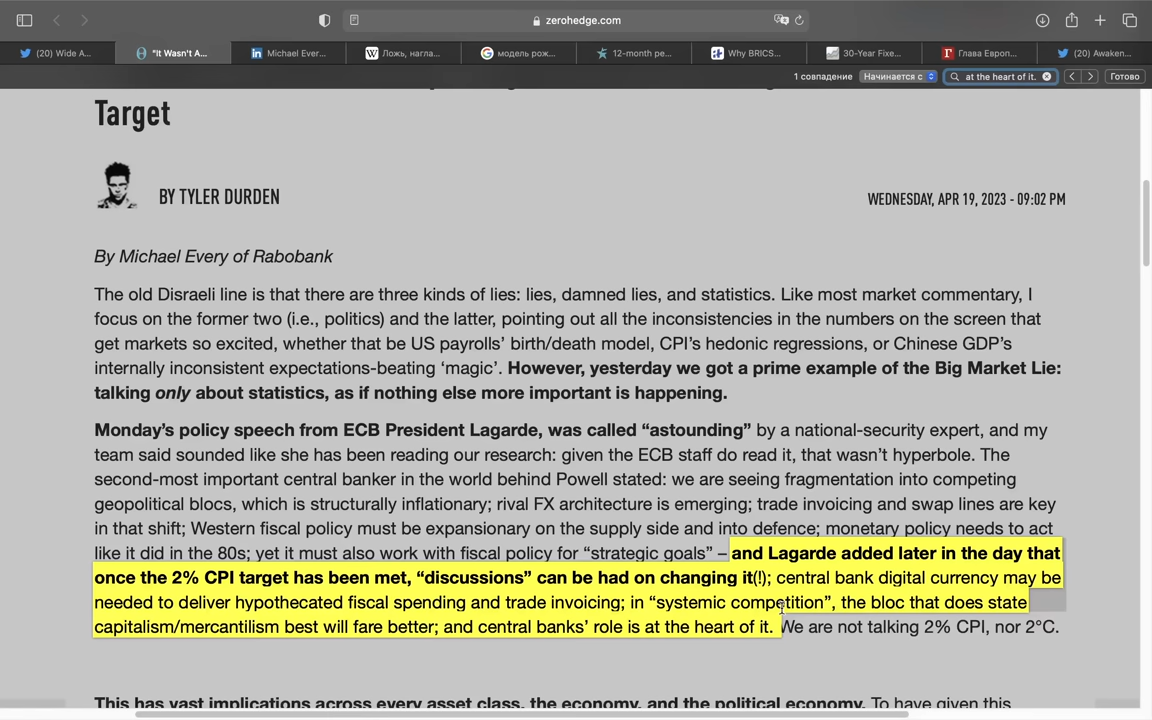 zerohedge.com
(20) Wide A...
"It Wasn't A...
Michael Ever...
Ложь, нагла...
модель рож...
12-month pe...
Why BRICS...
30-Year Fixe...
Глава Европ...
(20) Awaken...
1 совпадение
Начинается с
at the heart of it.
Готово
Target
BY TYLER DURDEN
WEDNESDAY, APR 19, 2023 - 09:02 PM
By Michael Every of Rabobank
The old Disraeli line is that there are three kinds of lies: lies, damned lies, and statistics. Like most market commentary, I
focus on the former two (i.e., politics) and the latter, pointing out all the inconsistencies in the numbers on the screen that
get markets so excited, whether that be US payrolls' birth/death model, CPI's hedonic regressions, or Chinese GDP's
internally inconsistent expectations-beating 'magic'. However, yesterday we got a prime example of the Big Market Lie:
talking only about statistics, as if nothing else more important is happening.
Monday's policy speech from ECB President Lagarde, was called “astounding” by a national-security expert, and my
team said sounded like she has been reading our research: given the ECB staff do read it, that wasn't hyperbole. The
second-most important central banker in the world behind Powell stated: we are seeing fragmentation into competing
geopolitical blocs, which is structurally inflationary; rival FX architecture is emerging; trade invoicing and swap lines are key
in that shift; Western fiscal policy must be expansionary on the supply side and into defence; monetary policy needs to act
like it did in the 80s; yet it must also work with fiscal policy for “strategic goals” – and Lagarde added later in the day that
once the 2% CPI target has been met, “discussions” can be had on changing it(!); central bank digital currency may be
needed to deliver hypothecated fiscal spending and trade invoicing; in “systemic competition”, the bloc that does state
capitalism/mercantilism best will fare better; and central banks' role is at the heart of it. We are not talking 2% CPI, nor 2°C.
This has vast implications across every asset class, the economy, and the political economy. To have given this